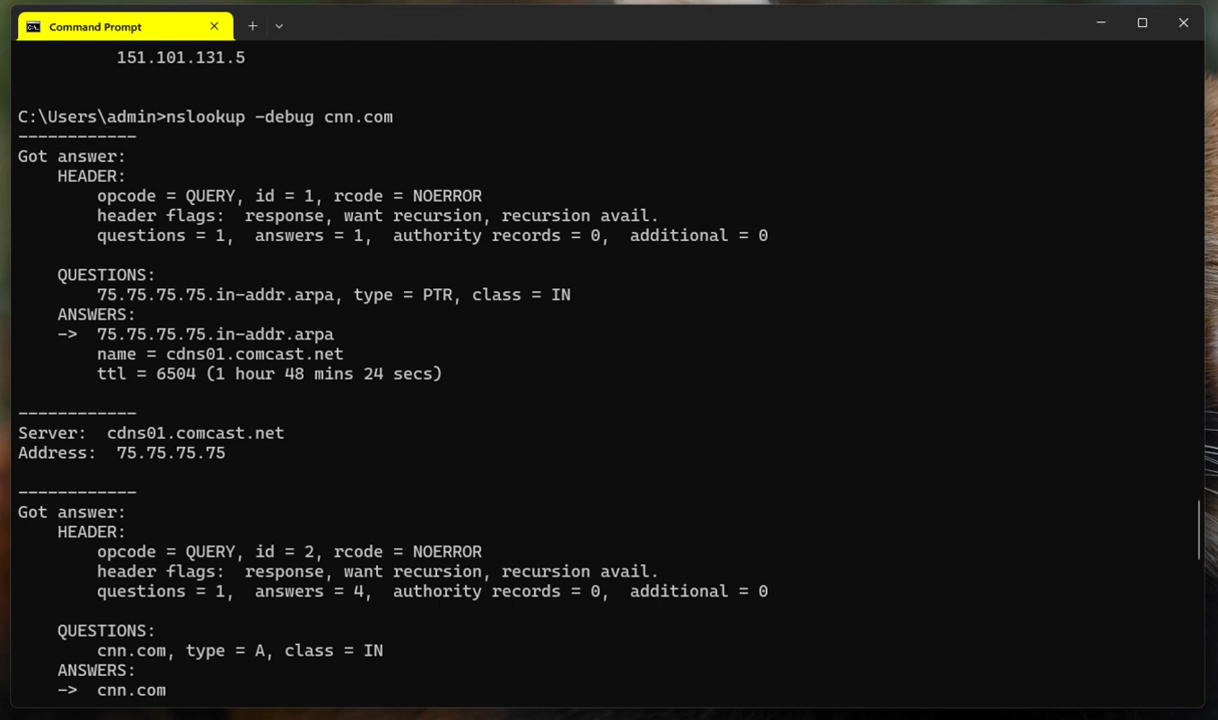 Command Prompt
151.101.131.5
C:\Users\admin>nslookup -debug cnn.com
------------
Got answer:
HEADER:
opcode = QUERY, id = 1, rcode = NOERROR
header flags:  response, want recursion, recursion avail.
questions = 1,  answers = 1,  authority records = 0,  additional = 0
QUESTIONS:
75.75.75.75.in-addr.arpa, type = PTR, class = IN
ANSWERS:
->  75.75.75.75.in-addr.arpa
name = cdns01.comcast.net
ttl = 6504 (1 hour 48 mins 24 secs)
------------
Server:  cdns01.comcast.net
Address:  75.75.75.75
------------
Got answer:
HEADER:
opcode = QUERY, id = 2, rcode = NOERROR
header flags:  response, want recursion, recursion avail.
questions = 1,  answers = 4,  authority records = 0,  additional = 0
QUESTIONS:
cnn.com, type = A, class = IN
ANSWERS:
->  cnn.com